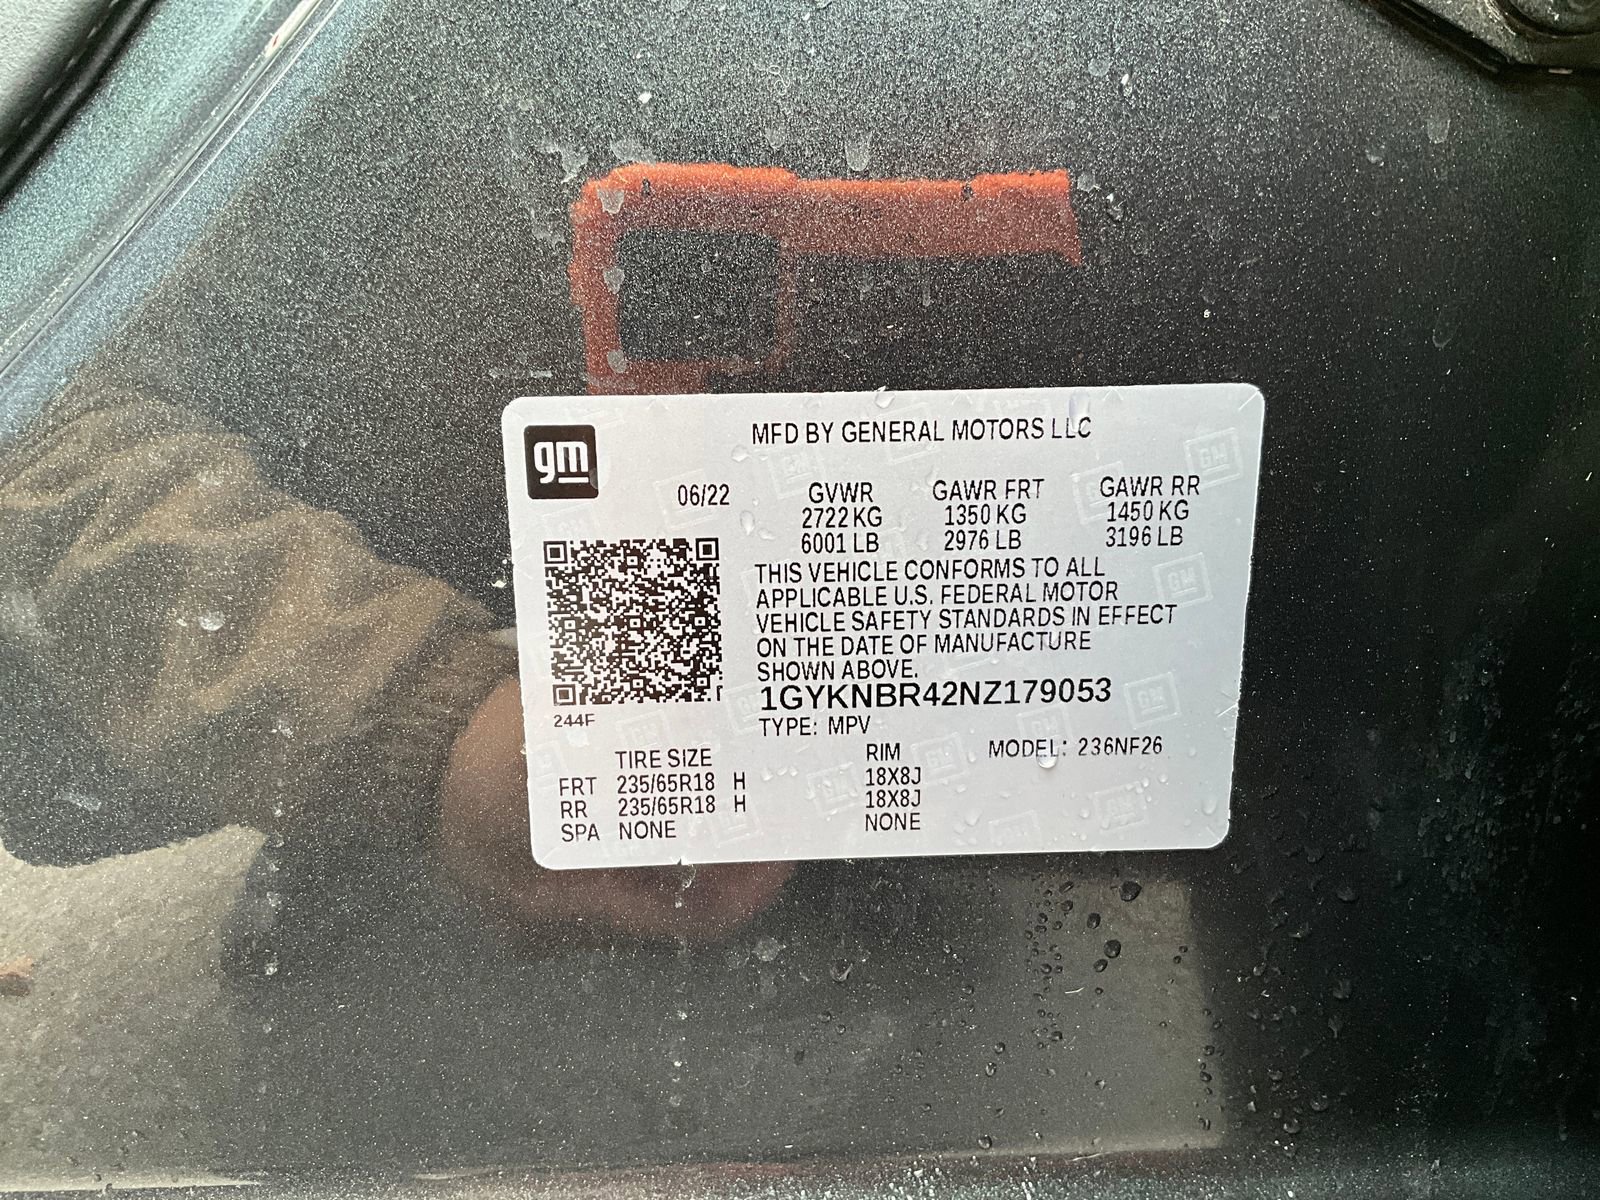 gm
MFD BY GENERAL MOTORS LLC
06/22 GVWR GAWR FRT GAWR RR
2722 KG 1350 KG 1450 KG
6001 LB 2976 LB 3196 LB
THIS VEHICLE CONFORMS TO ALL
APPLICABLE U.S. FEDERAL MOTOR
VEHICLE SAFETY STANDARDS IN EFFECT
ON THE DATE OF MANUFACTURE
SHOWN ABOVE.
1GYKNBR42NZ179053
244F
TYPE: MPV
TIRE SIZE RIM MODEL: 236NF26
FRT 235/65R18 H 18X8J
RR 235/65R18 H 18X8J
SPA NONE NONE